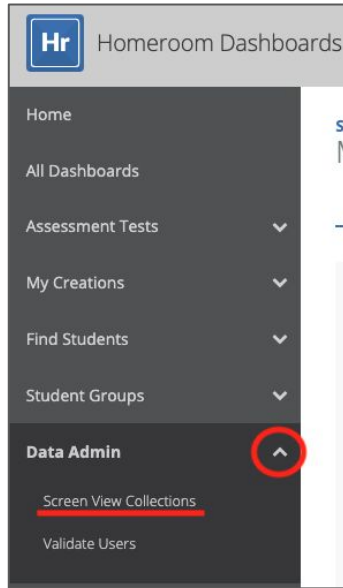 Hr Homeroom Dashboards
Home
All Dashboards
Assessment Tests
My Creations
Find Students
Student Groups
Data Admin
Screen View Collections
Validate Users